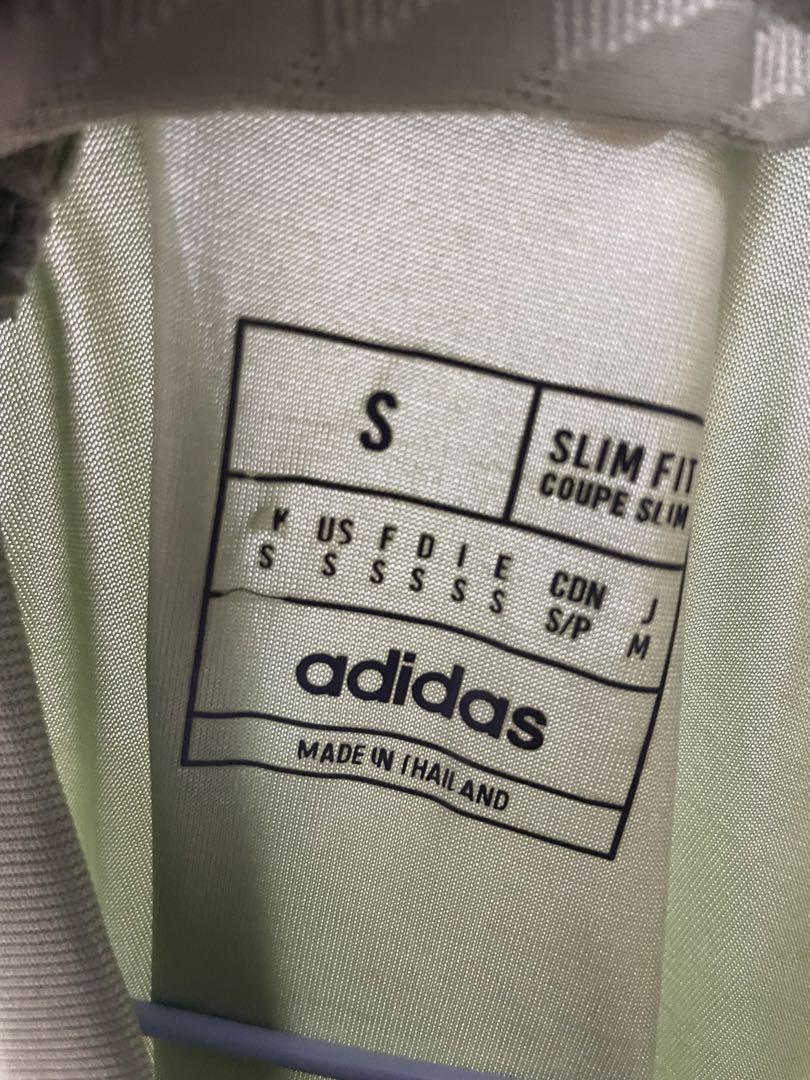 S
SLIM FIT
COUPE SLIM
K US F D I E CDN J
S S S S S S S/P M
adidas
MADE IN THAILAND